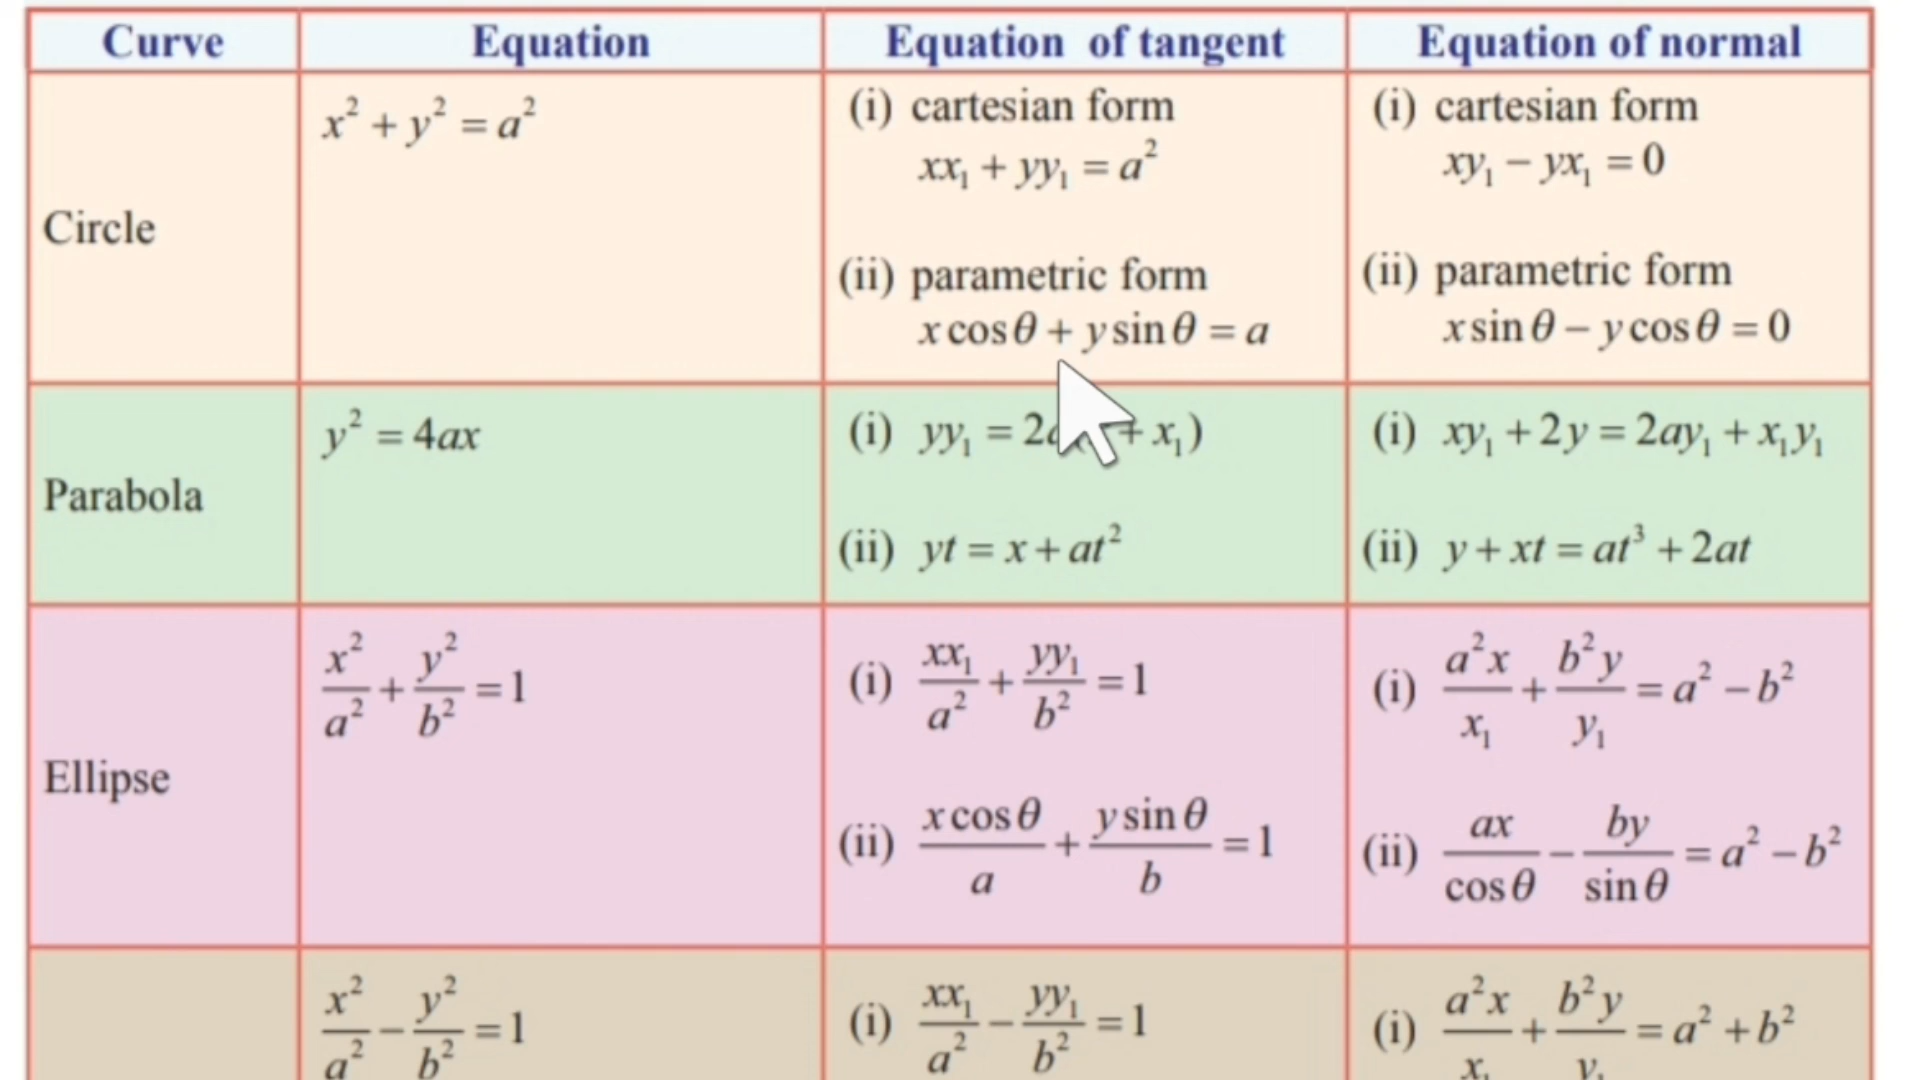 Curve Equation Equation of tangent Equation of normal
Circle
x² + y² = a²
(i) cartesian form
xx₁ + yy₁ = a²
(ii) parametric form
x cos θ + y sin θ = a
(i) cartesian form
xy₁ − yx₁ = 0
(ii) parametric form
x sin θ − y cos θ = 0
Parabola
y² = 4ax
(i) yy₁ = 2 + x₁)
(ii) yt = x + at²
(i) xy₁ + 2y = 2ay₁ + x₁y₁
(ii) y + xt = at³ + 2at
Ellipse
x²/a² + y²/b² = 1
(i) xx₁/a² + yy₁/b² = 1
(ii) x cos θ/a + y sin θ/b = 1
(i) a²x/x₁ + b²y/y₁ = a² − b²
(ii) ax/cos θ − by/sin θ = a² − b²
x²/a² − y²/b² = 1
(i) xx₁/a² − yy₁/b² = 1
(i) a²x/x₁ + b²y/y₁ = a² + b²